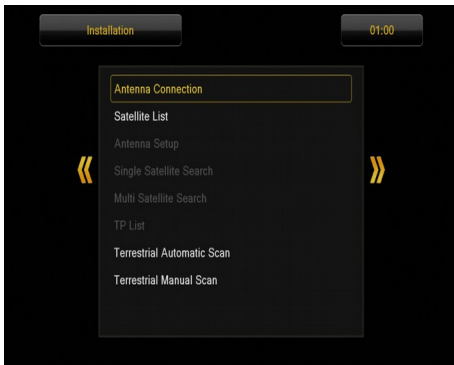 Installation
01:00
Antenna Connection
Satellite List
Antenna Setup
Single Satellite Search
Multi Satellite Search
TP List
Terrestrial Automatic Scan
Terrestrial Manual Scan